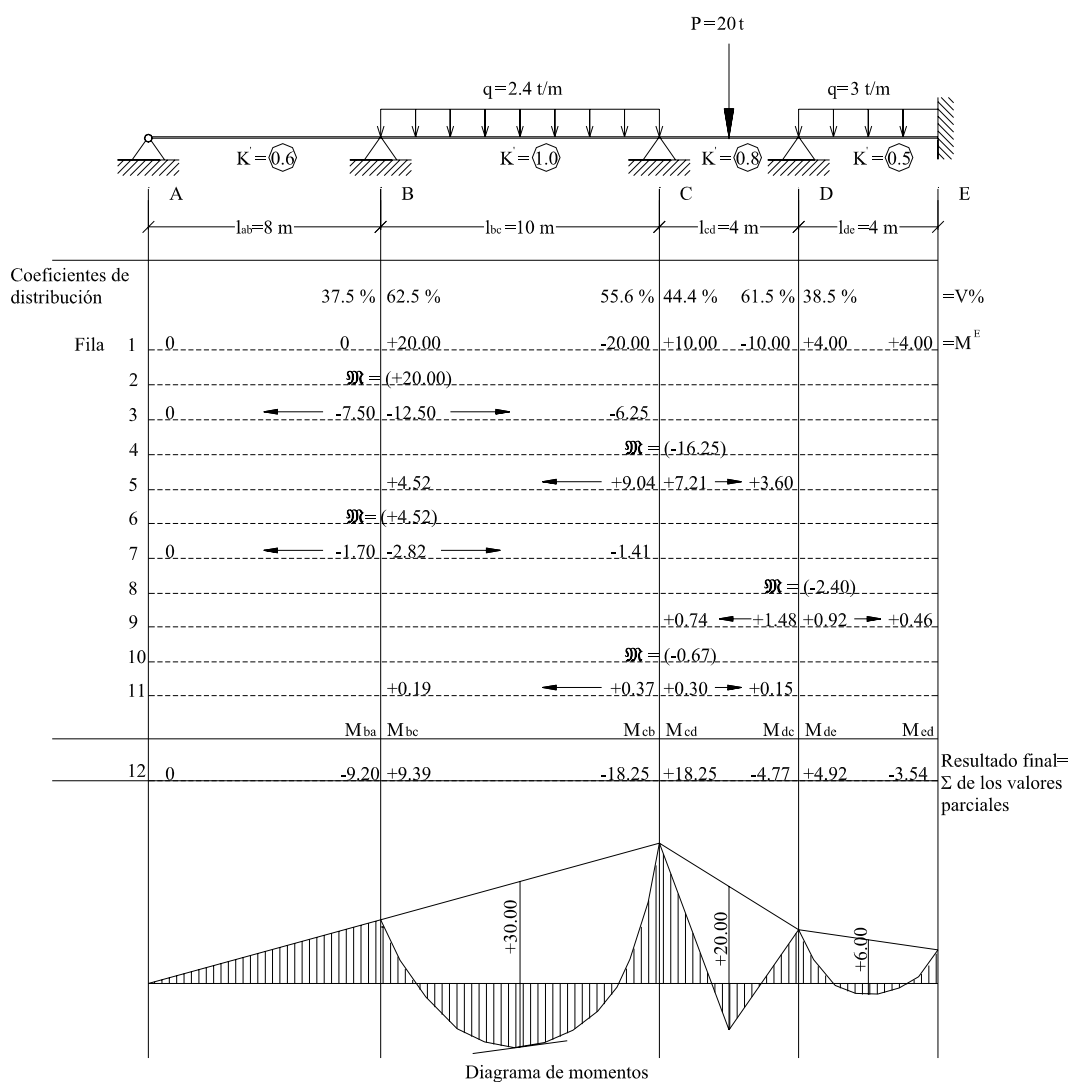 P=20t
q=2.4 t/m q=3 t/m
K'=0.6 K'=1.0 K'=0.8 K'=0.5
A B C D E
lab=8 m lbc=10 m lcd=4 m lde=4 m
Coeficientes de
distribución
37.5 % 62.5 % 55.6 % 44.4 % 61.5 % 38.5 % =V%
Fila 1 0 0 +20.00 -20.00 +10.00 -10.00 +4.00 +4.00 =M^E
2 𝔐=(+20.00)
3 0 -7.50 -12.50 -6.25
4 𝔐=(-16.25)
5 +4.52 +9.04 +7.21 +3.60
6 𝔐=(+4.52)
7 0 -1.70 -2.82 -1.41
8 𝔐=(-2.40)
9 +0.74 +1.48 +0.92 +0.46
10 𝔐=(-0.67)
11 +0.19 +0.37 +0.30 +0.15
Mba Mbc Mcb Mcd Mdc Mde Med
12 0 -9.20 +9.39 -18.25 +18.25 -4.77 +4.92 -3.54
Resultado final=
Σ de los valores
parciales
+30.00 +20.00 +6.00
Diagrama de momentos